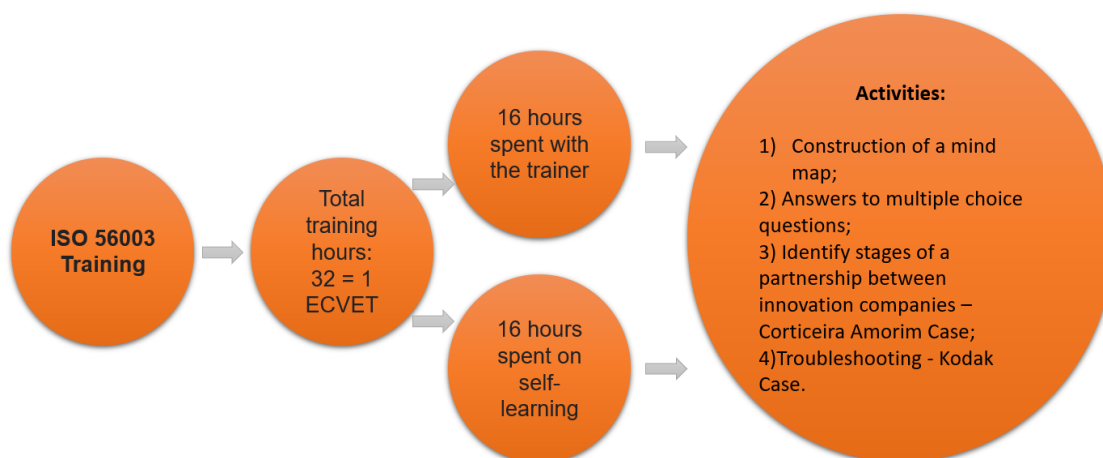 ISO 56003
Training
Total
training
hours:
32 = 1
ECVET
16 hours
spent with
the trainer
16 hours
spent on
self-
learning
Activities:
1) Construction of a mind
map;
2) Answers to multiple choice
questions;
3) Identify stages of a
partnership between
innovation companies –
Corticeira Amorim Case;
4)Troubleshooting - Kodak
Case.